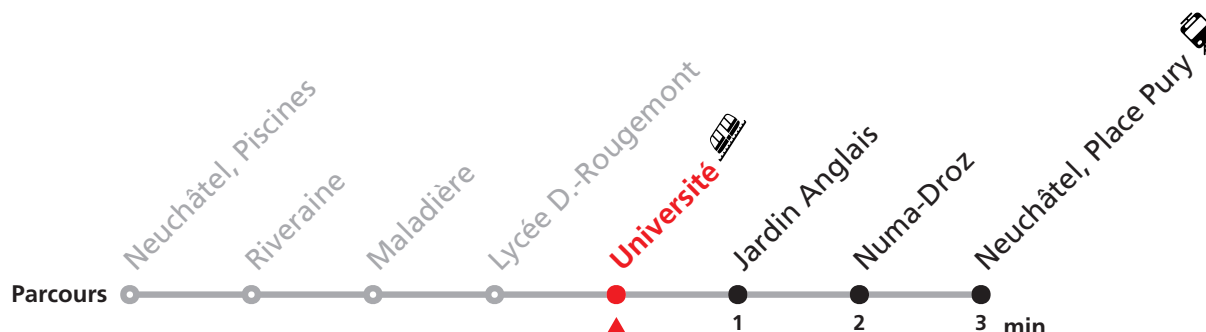 Neuchâtel, Piscines
Riveraine
Maladière
Lycée D.-Rougemont
Université
Jardin Anglais
Numa-Droz
Neuchâtel, Place Pury
Parcours
1 2 3 min